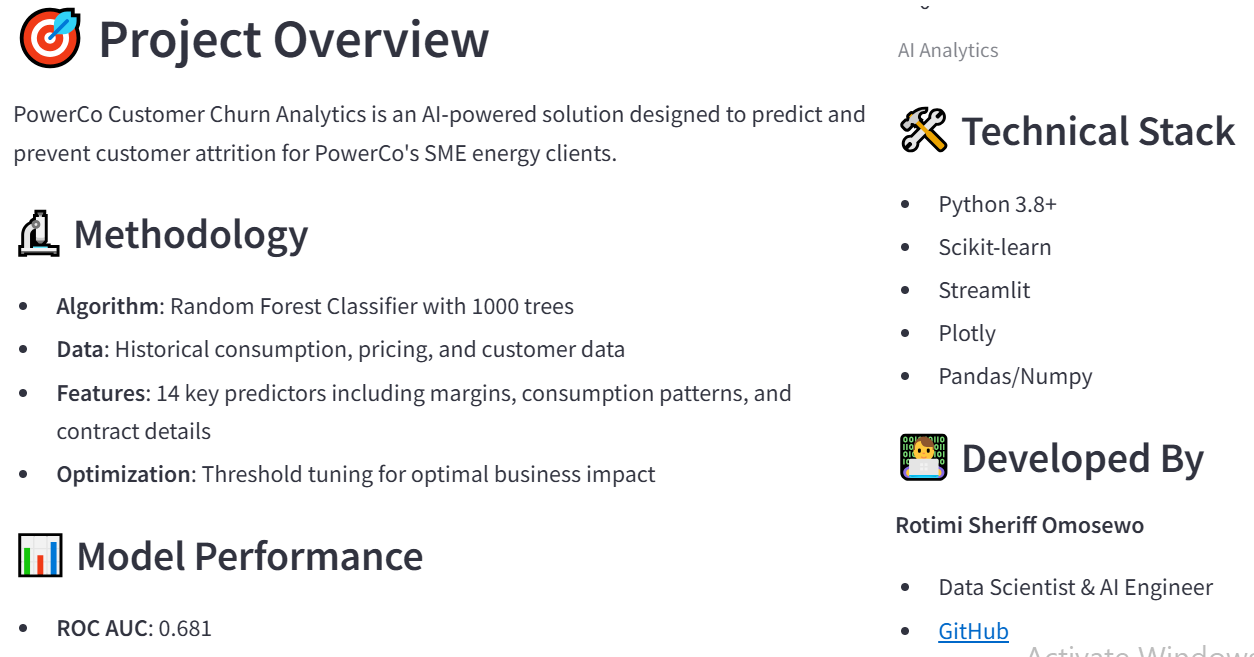 Project Overview
PowerCo Customer Churn Analytics is an AI-powered solution designed to predict and
prevent customer attrition for PowerCo's SME energy clients.
Methodology
• Algorithm: Random Forest Classifier with 1000 trees
• Data: Historical consumption, pricing, and customer data
• Features: 14 key predictors including margins, consumption patterns, and
contract details
• Optimization: Threshold tuning for optimal business impact
Model Performance
• ROC AUC: 0.681
AI Analytics
Technical Stack
• Python 3.8+
• Scikit-learn
• Streamlit
• Plotly
• Pandas/Numpy
Developed By
Rotimi Sheriff Omosewo
• Data Scientist & AI Engineer
• GitHub
Activate Windows